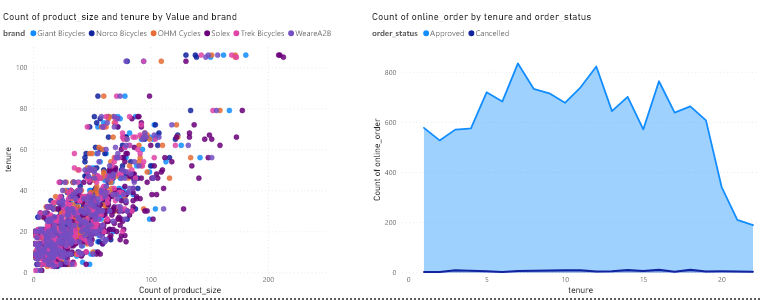 Count of product_size and tenure by Value and brand
brand Giant Bicycles Norco Bicycles OHM Cycles Solex Trek Bicycles WeareA2B
100
80
60
40
20
0
tenure
0 100 200
Count of product_size
Count of online_order by tenure and order_status
order_status Approved Cancelled
800
600
400
200
0
Count of online_order
0 5 10 15 20
tenure